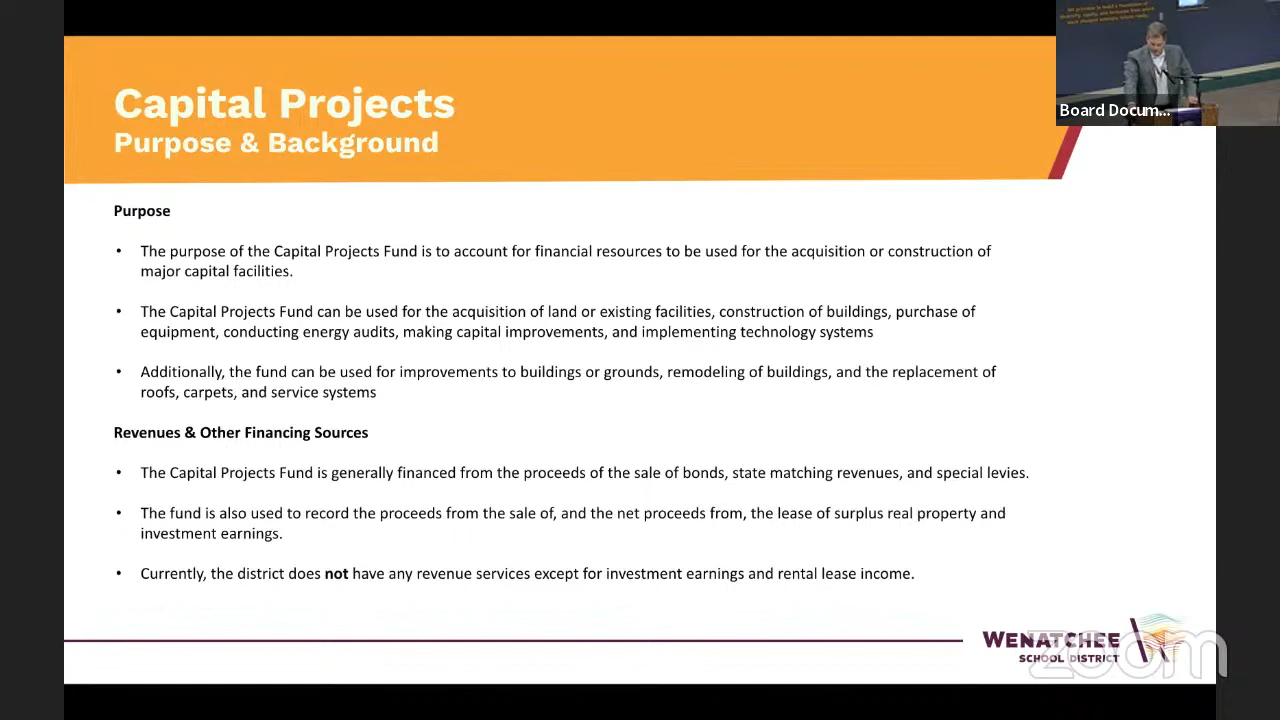 Capital Projects
Purpose & Background
Board Docum...
Purpose
• The purpose of the Capital Projects Fund is to account for financial resources to be used for the acquisition or construction of
major capital facilities.
• The Capital Projects Fund can be used for the acquisition of land or existing facilities, construction of buildings, purchase of
equipment, conducting energy audits, making capital improvements, and implementing technology systems
• Additionally, the fund can be used for improvements to buildings or grounds, remodeling of buildings, and the replacement of
roofs, carpets, and service systems
Revenues & Other Financing Sources
• The Capital Projects Fund is generally financed from the proceeds of the sale of bonds, state matching revenues, and special levies.
• The fund is also used to record the proceeds from the sale of, and the net proceeds from, the lease of surplus real property and
investment earnings.
• Currently, the district does not have any revenue services except for investment earnings and rental lease income.
WENATCHEE
SCHOOL DISTRICT
zoom